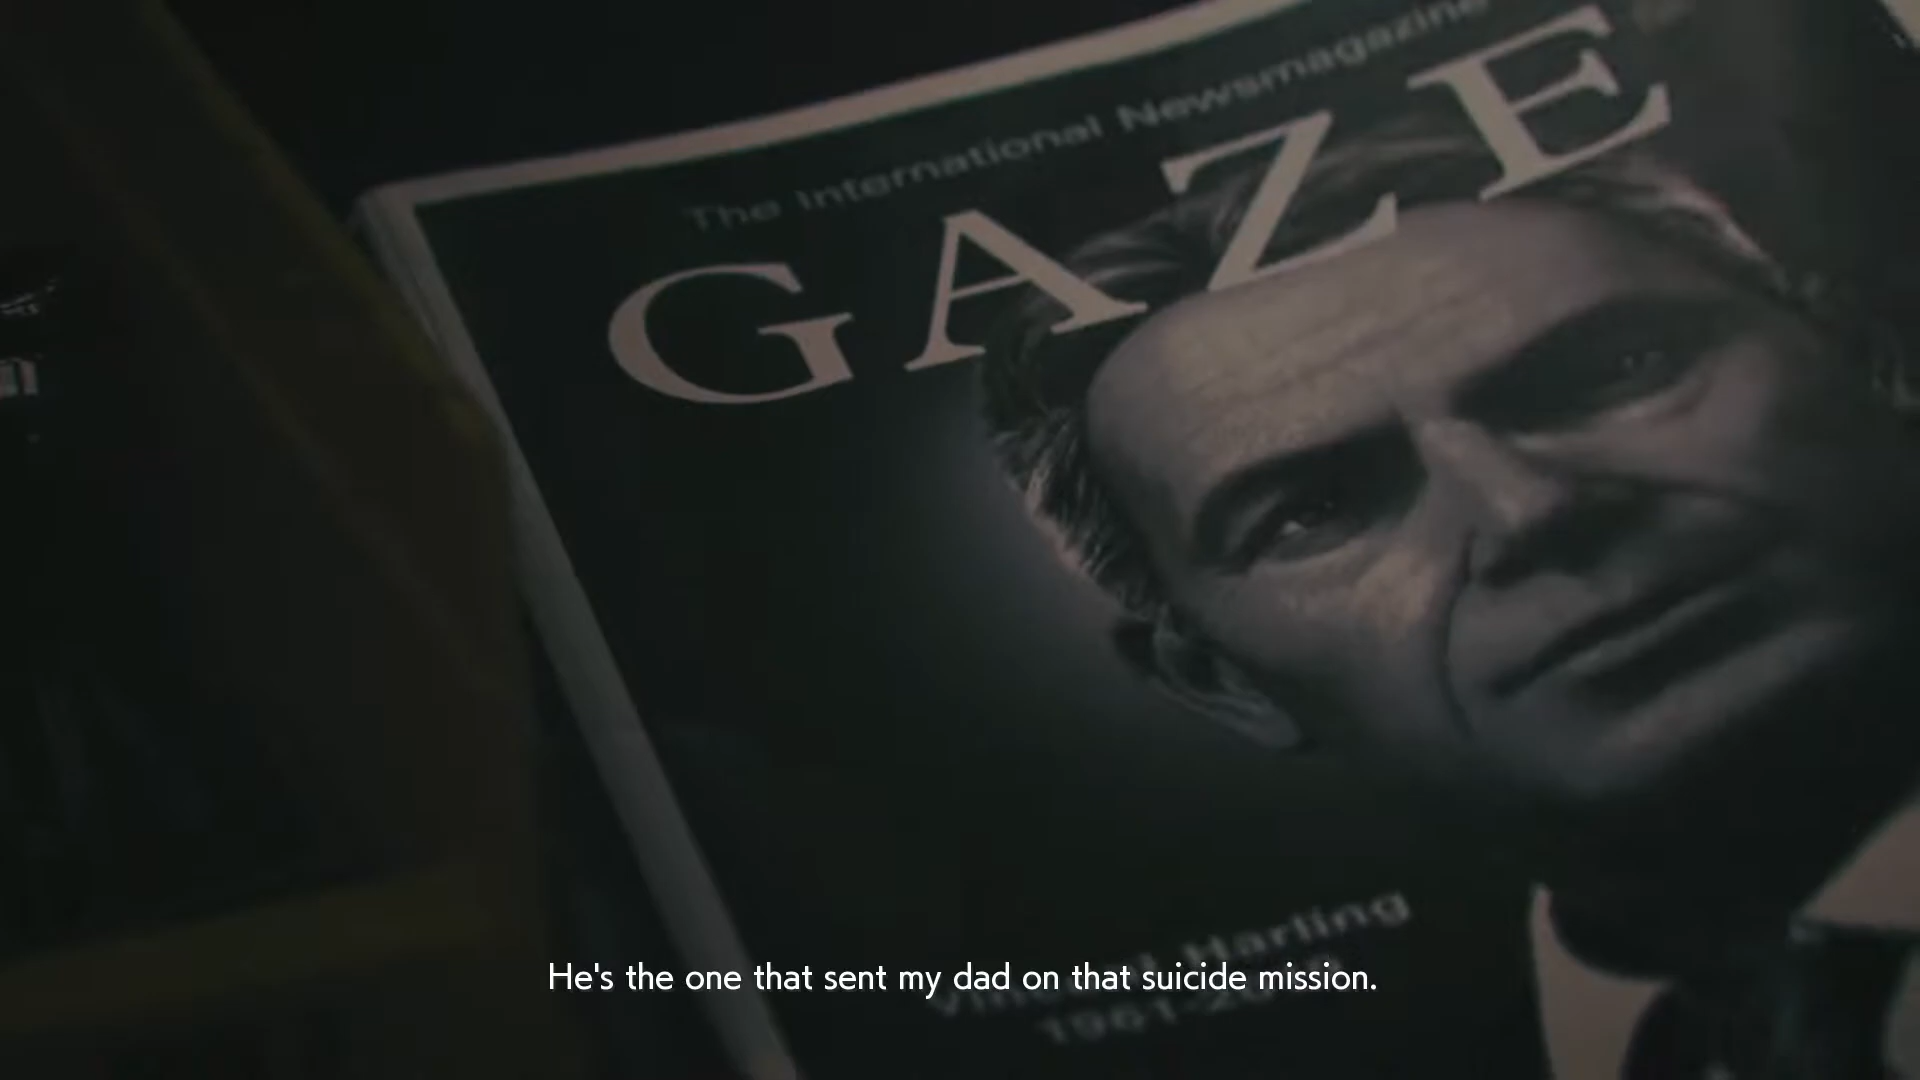 The International Newsmagazine
GAZE
Harling
He's the one that sent my dad on that suicide mission.